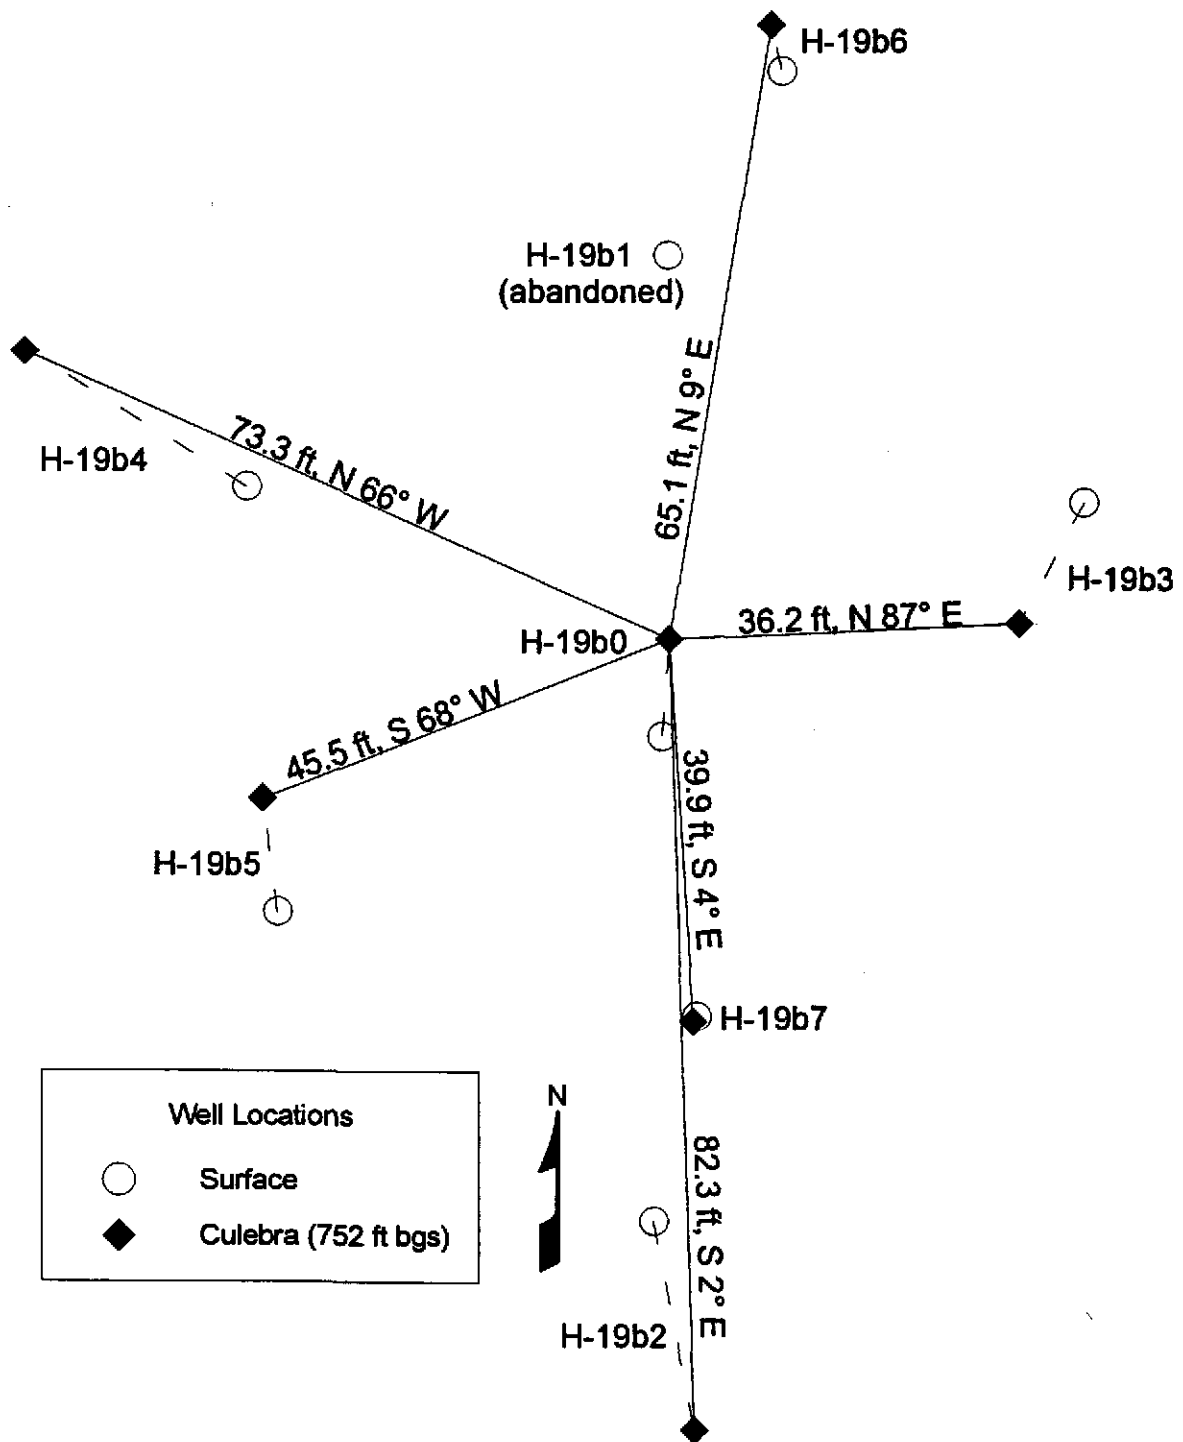 H-19b6
H-19b1
(abandoned)
65.1 ft, N 9° E
73.3 ft, N 66° W
H-19b4
H-19b3
36.2 ft, N 87° E
H-19b0
45.5 ft, S 68° W
39.9 ft, S 4° E
H-19b5
H-19b7
Well Locations
Surface
Culebra (752 ft bgs)
N
82.3 ft, S 2° E
H-19b2